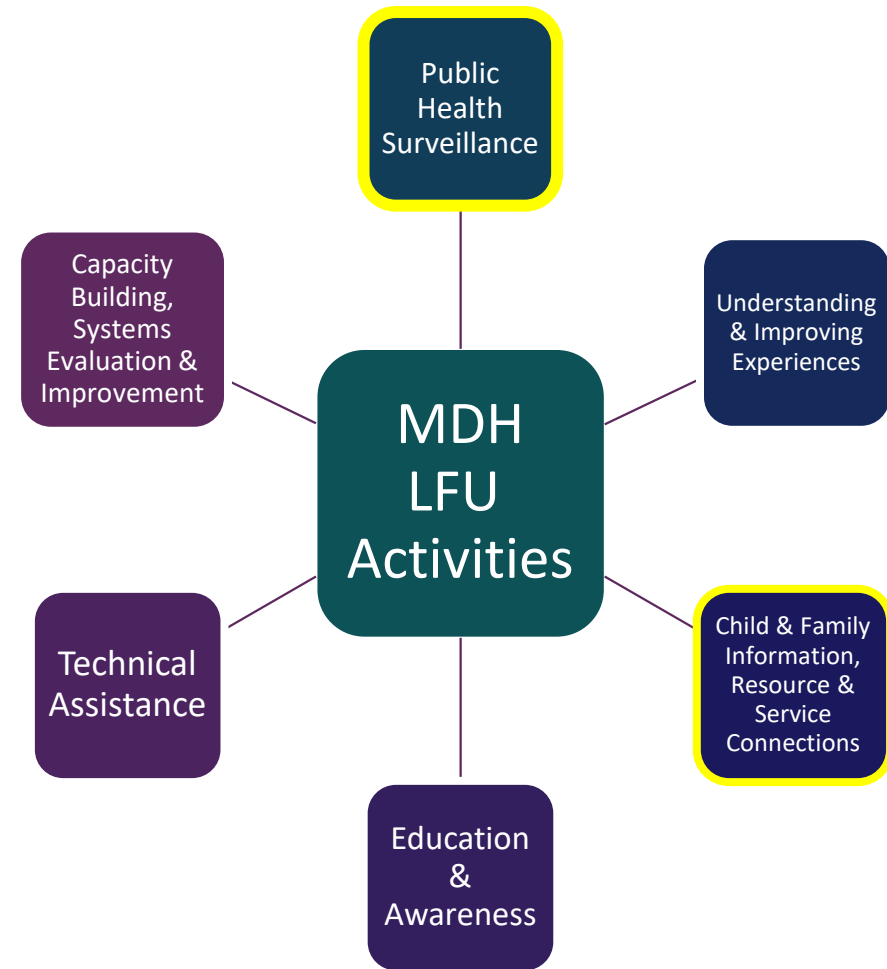 Public
Health
Surveillance
Capacity
Building,
Systems
Evaluation &
Improvement
Understanding
& Improving
Experiences
MDH
LFU
Activities
Technical
Assistance
Child & Family
Information,
Resource &
Service
Connections
Education
&
Awareness